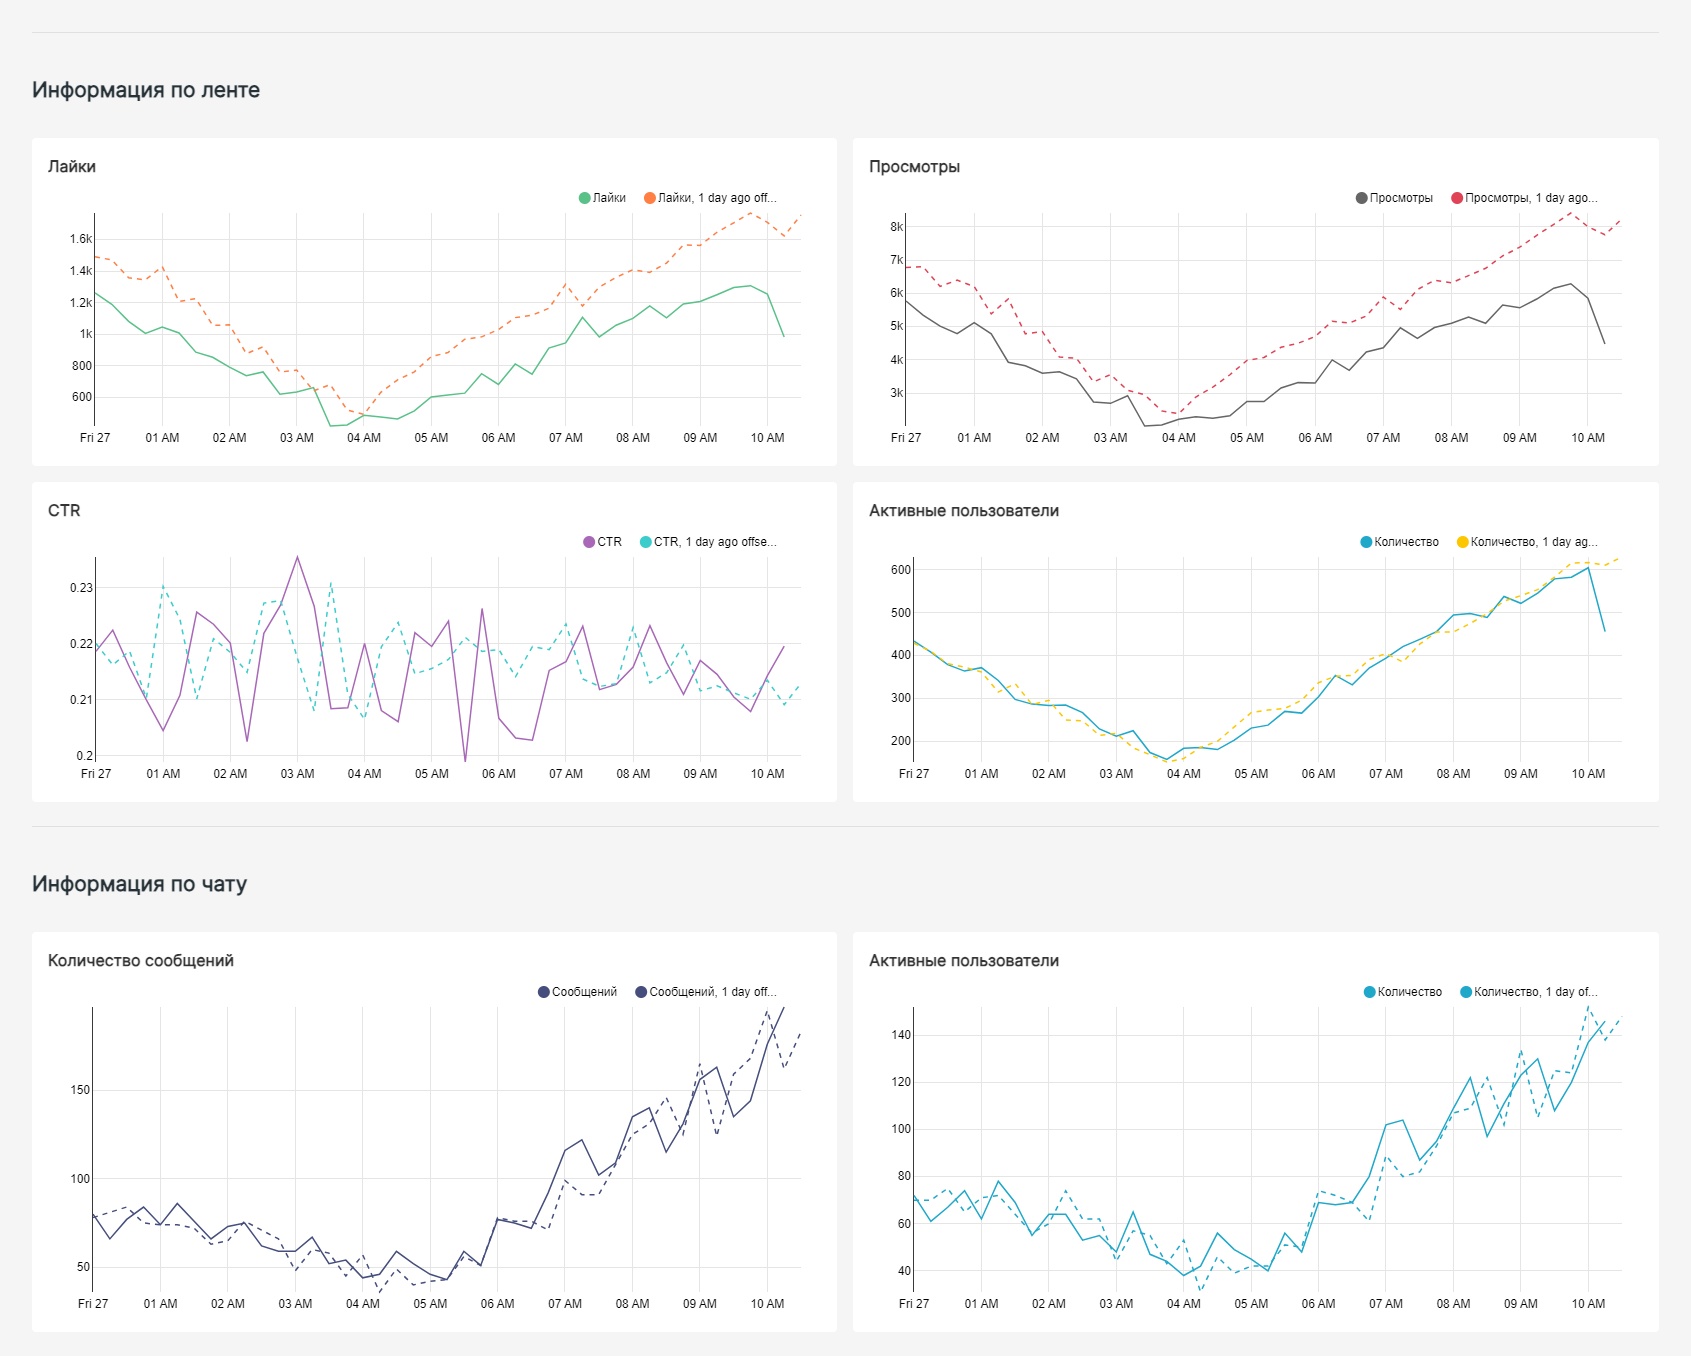 Информация по ленте
Лайки
Лайки Лайки, 1 day ago off...
1.6k
1.4k
1.2k
1k
800
600
Fri 27 01 AM 02 AM 03 AM 04 AM 05 AM 06 AM 07 AM 08 AM 09 AM 10 AM
Просмотры
Просмотры Просмотры, 1 day ago...
8k
7k
6k
5k
4k
3k
Fri 27 01 AM 02 AM 03 AM 04 AM 05 AM 06 AM 07 AM 08 AM 09 AM 10 AM
CTR
CTR CTR, 1 day ago offse...
0.23
0.22
0.21
0.2
Fri 27 01 AM 02 AM 03 AM 04 AM 05 AM 06 AM 07 AM 08 AM 09 AM 10 AM
Активные пользователи
Количество Количество, 1 day ag...
600
500
400
300
200
Fri 27 01 AM 02 AM 03 AM 04 AM 05 AM 06 AM 07 AM 08 AM 09 AM 10 AM
Информация по чату
Количество сообщений
Сообщений Сообщений, 1 day off...
150
100
50
Fri 27 01 AM 02 AM 03 AM 04 AM 05 AM 06 AM 07 AM 08 AM 09 AM 10 AM
Активные пользователи
Количество Количество, 1 day of...
140
120
100
80
60
40
Fri 27 01 AM 02 AM 03 AM 04 AM 05 AM 06 AM 07 AM 08 AM 09 AM 10 AM